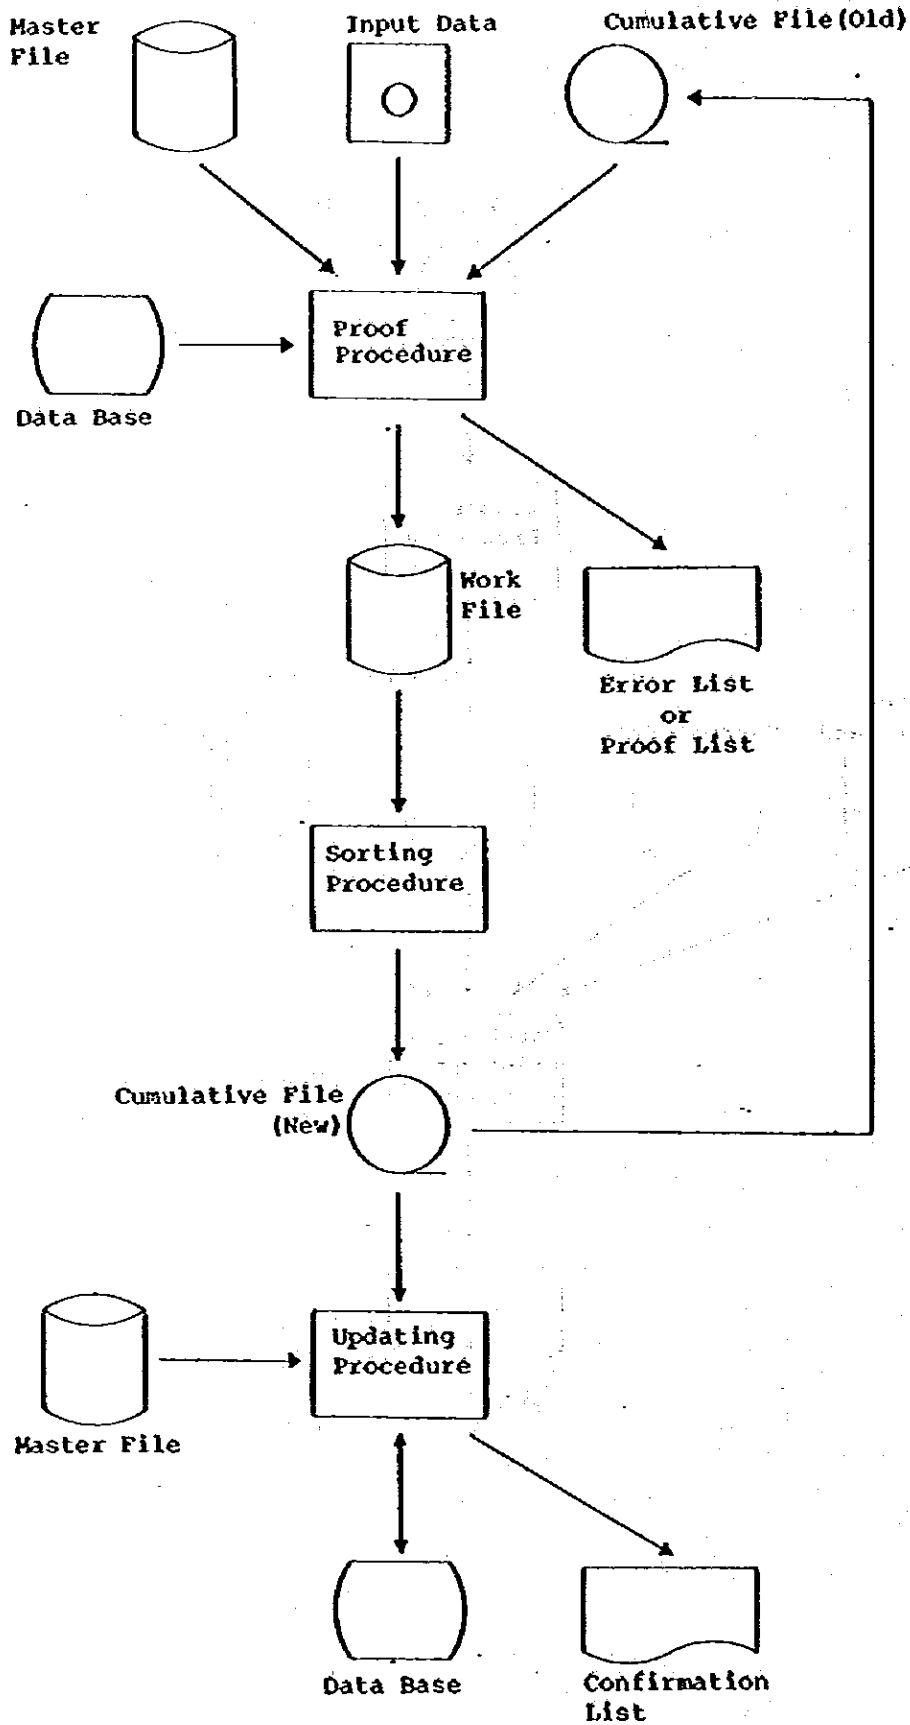 Master
File
Input Data
Cumulative File(Old)
Proof
Procedure
Data Base
Work
File
Error List
or
Proof List
Sorting
Procedure
Cumulative File
(New)
Updating
Procedure
Master File
Data Base
Confirmation
List